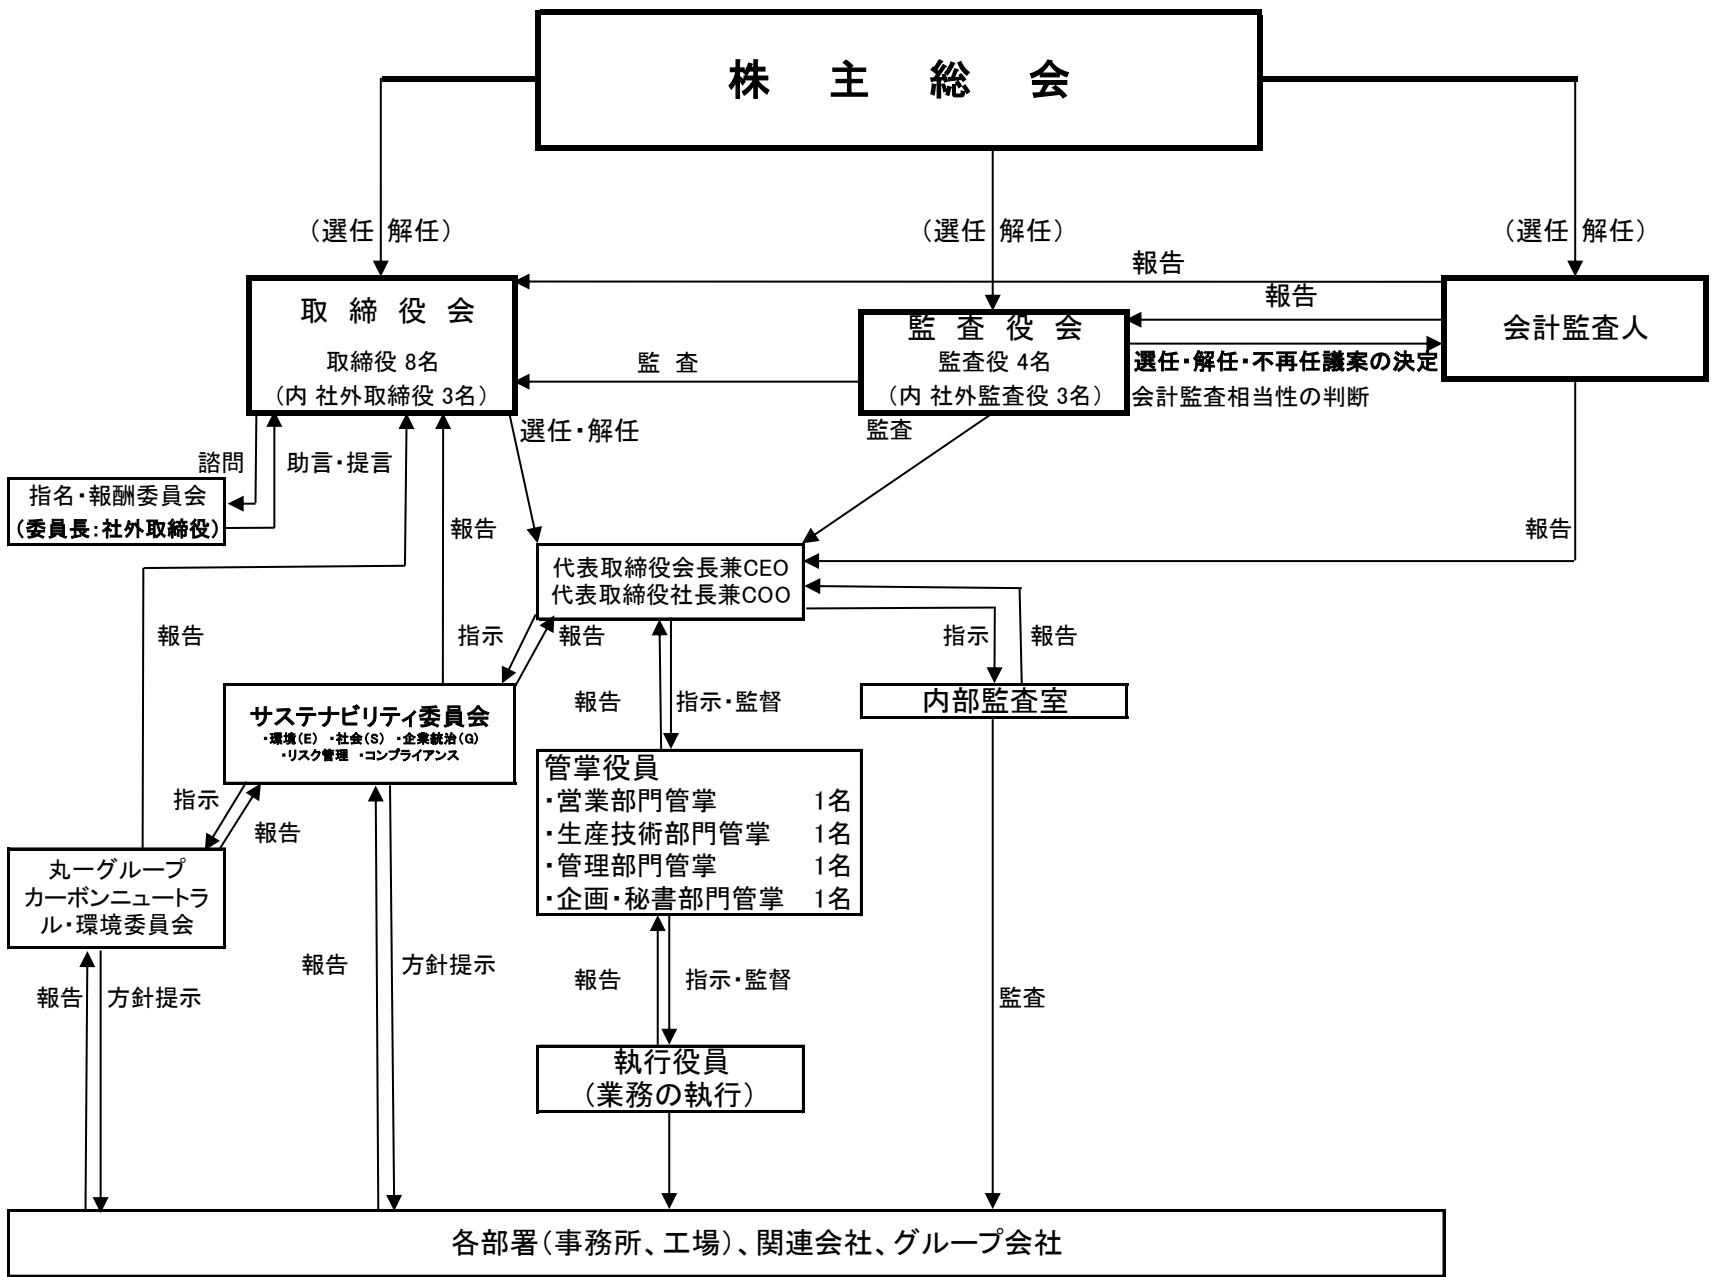 株　主　総　会
（選任 解任）
（選任 解任）
（選任 解任）
報告
報告
取　締　役　会
取締役 8名
（内 社外取締役 3名）
監　査
監　査　役　会
監査役 4名
（内 社外監査役 3名）
選任・解任・不再任議案の決定
会計監査相当性の判断
会計監査人
選任・解任
監査
諮問
助言・提言
指名・報酬委員会
（委員長：社外取締役）
報告
報告
代表取締役会長兼CEO
代表取締役社長兼COO
報告
指示
報告
指示
報告
サステナビリティ委員会
・環境（E）　・社会（S）　・企業統治（G）
・リスク管理　・コンプライアンス
報告
指示・監督
内部監査室
指示
報告
管掌役員
・営業部門管掌　1名
・生産技術部門管掌　1名
・管理部門管掌　1名
・企画・秘書部門管掌　1名
丸一グループ
カーボンニュートラ
ル・環境委員会
報告
方針提示
報告
方針提示
報告
指示・監督
監査
執行役員
（業務の執行）
各部署（事務所、工場）、関連会社、グループ会社